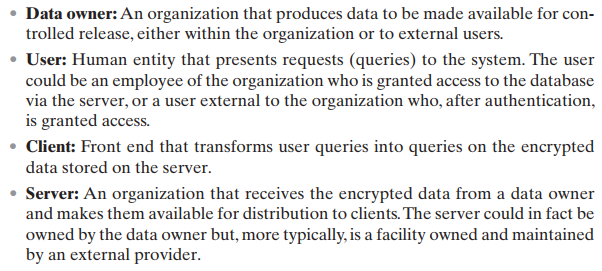 • Data owner: An organization that produces data to be made available for con-
trolled release, either within the organization or to external users.
• User: Human entity that presents requests (queries) to the system. The user
could be an employee of the organization who is granted access to the database
via the server, or a user external to the organization who, after authentication,
is granted access.
• Client: Front end that transforms user queries into queries on the encrypted
data stored on the server.
• Server: An organization that receives the encrypted data from a data owner
and makes them available for distribution to clients. The server could in fact be
owned by the data owner but, more typically, is a facility owned and maintained
by an external provider.